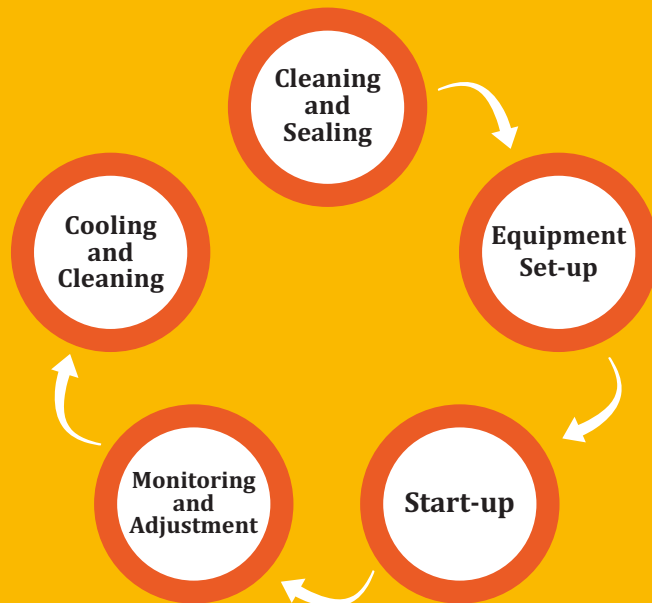 Cleaning
and
Sealing
Equipment
Set-up
Start-up
Monitoring
and
Adjustment
Cooling
and
Cleaning